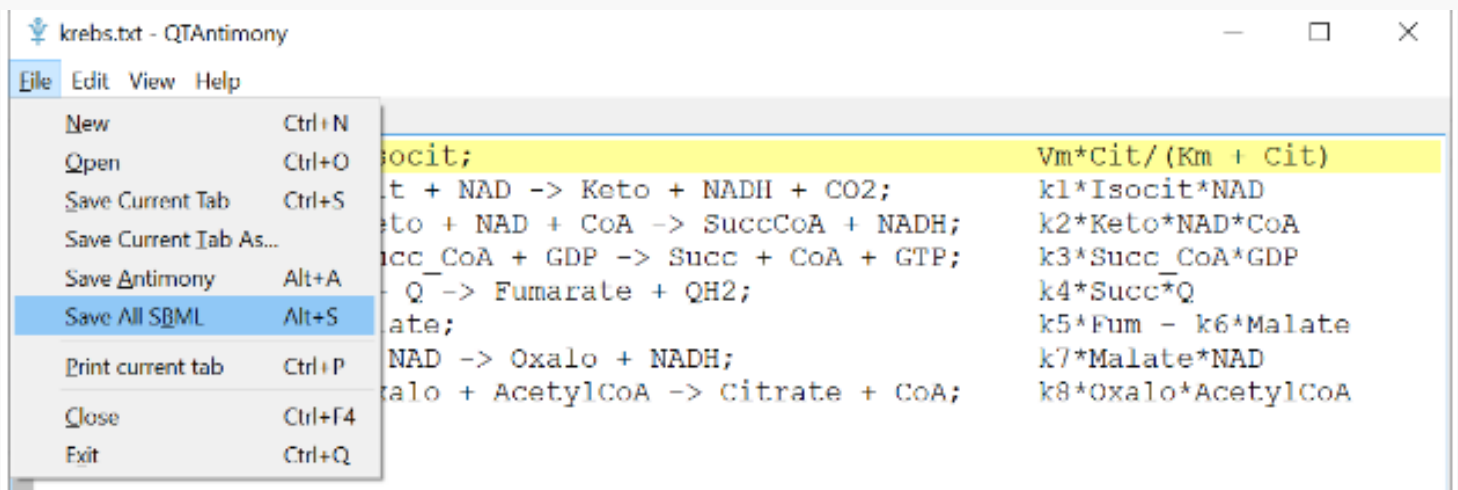 krebs.txt - QTAntimony
File Edit View Help
New Ctrl+N
Open Ctrl+O
Save Current Tab Ctrl+S
Save Current Tab As...
Save Antimony Alt+A
Save All SBML Alt+S
Print current tab Ctrl+P
Close Ctrl+F4
Exit Ctrl+Q
socit; Vm*Cit/(Km + Cit)
it + NAD -> Keto + NADH + CO2; k1*Isocit*NAD
eto + NAD + CoA -> SuccCoA + NADH; k2*Keto*NAD*CoA
ucc_CoA + GDP -> Succ + CoA + GTP; k3*Succ_CoA*GDP
+ Q -> Fumarate + QH2; k4*Succ*Q
ate; k5*Fum - k6*Malate
NAD -> Oxalo + NADH; k7*Malate*NAD
xalo + AcetylCoA -> Citrate + CoA; k8*Oxalo*AcetylCoA